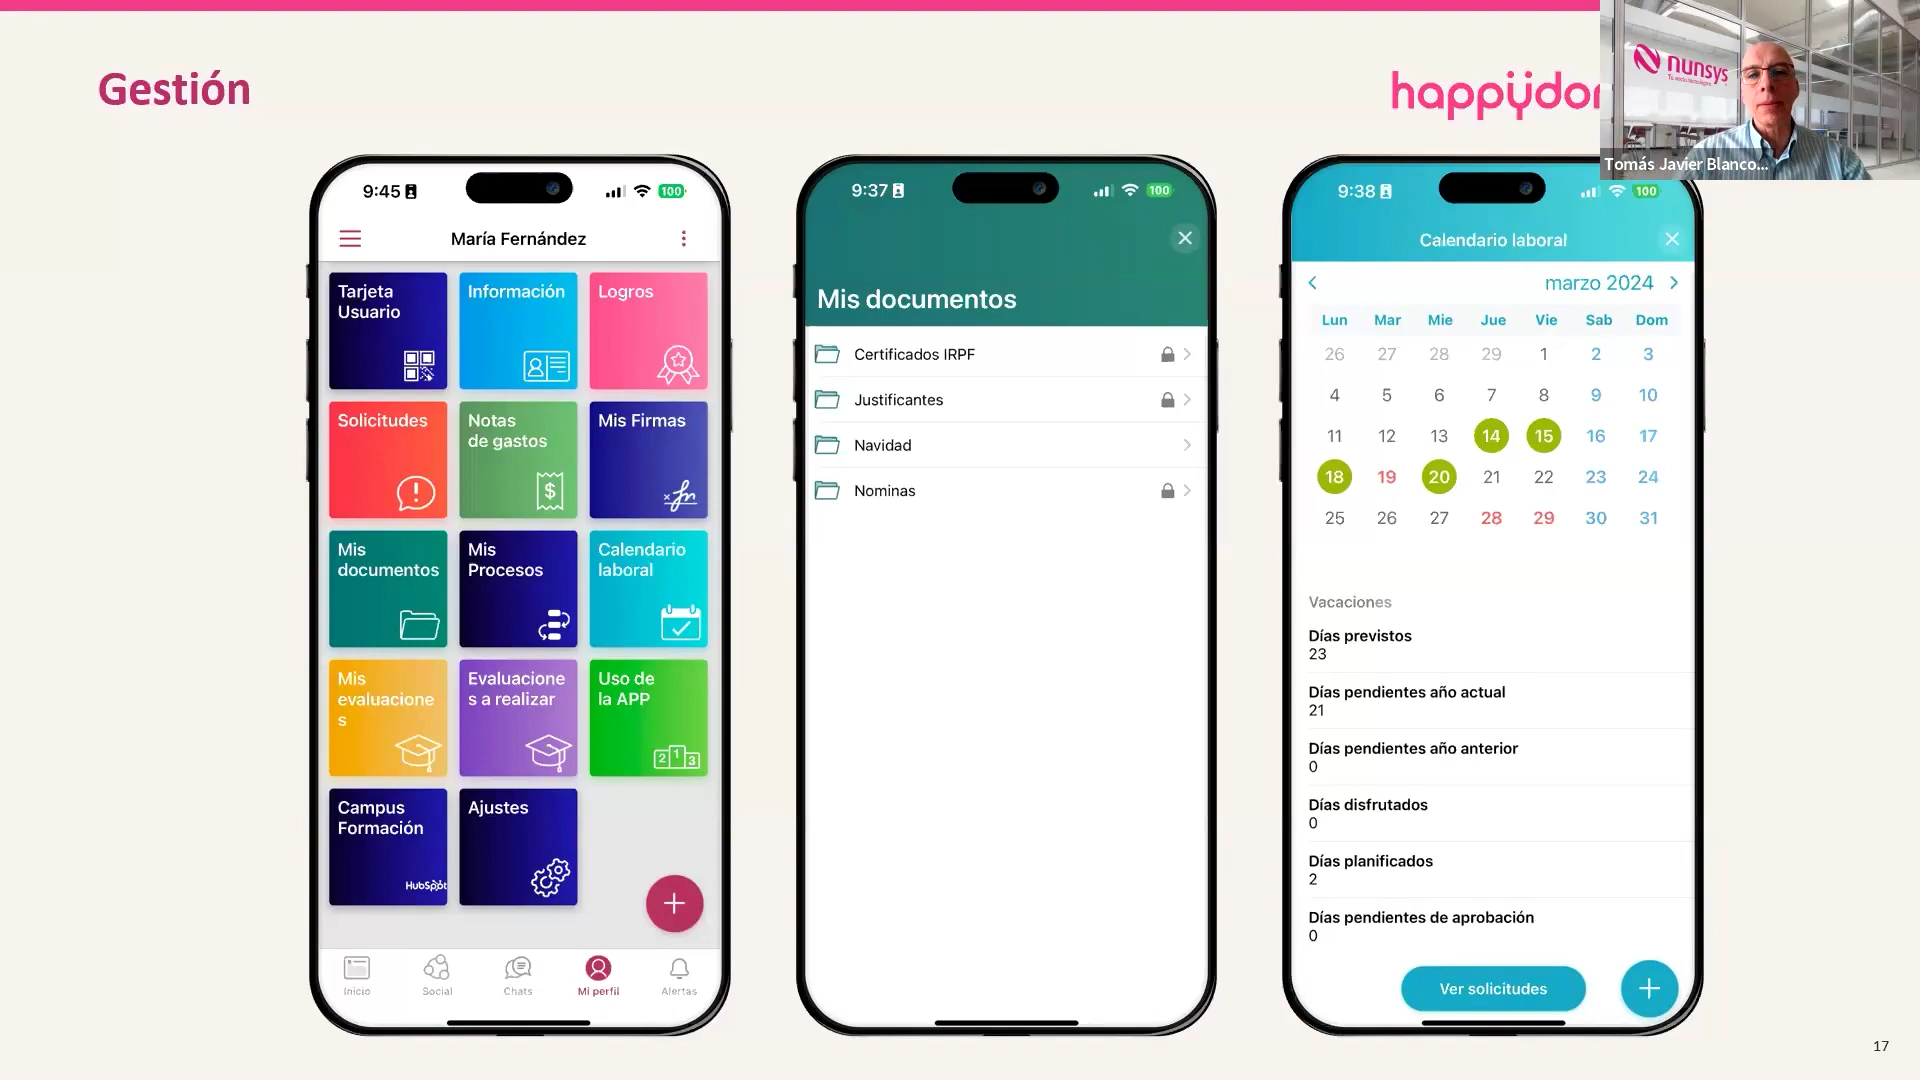 Gestión
happydon
nunsys
Tomás Javier Blanco...
9:45
100
María Fernández
Tarjeta
Usuario
Información
Logros
Solicitudes
Notas
de gastos
$
Mis Firmas
Mis
documentos
Mis
Procesos
Calendario
laboral
Mis
evaluacione
s
Evaluacione
s a realizar
Uso de
la APP
2 1 3
Campus
Formación
HubSpot
Ajustes
Inicio
Social
Chats
Mi perfil
Alertas
9:37
100
Mis documentos
Certificados IRPF
Justificantes
Navidad
Nominas
9:38
100
Calendario laboral
marzo 2024
Lun Mar Mie Jue Vie Sab Dom
26 27 28 29 1 2 3
4 5 6 7 8 9 10
11 12 13 14 15 16 17
18 19 20 21 22 23 24
25 26 27 28 29 30 31
Vacaciones
Días previstos
23
Días pendientes año actual
21
Días pendientes año anterior
0
Días disfrutados
0
Días planificados
2
Días pendientes de aprobación
0
Ver solicitudes
17